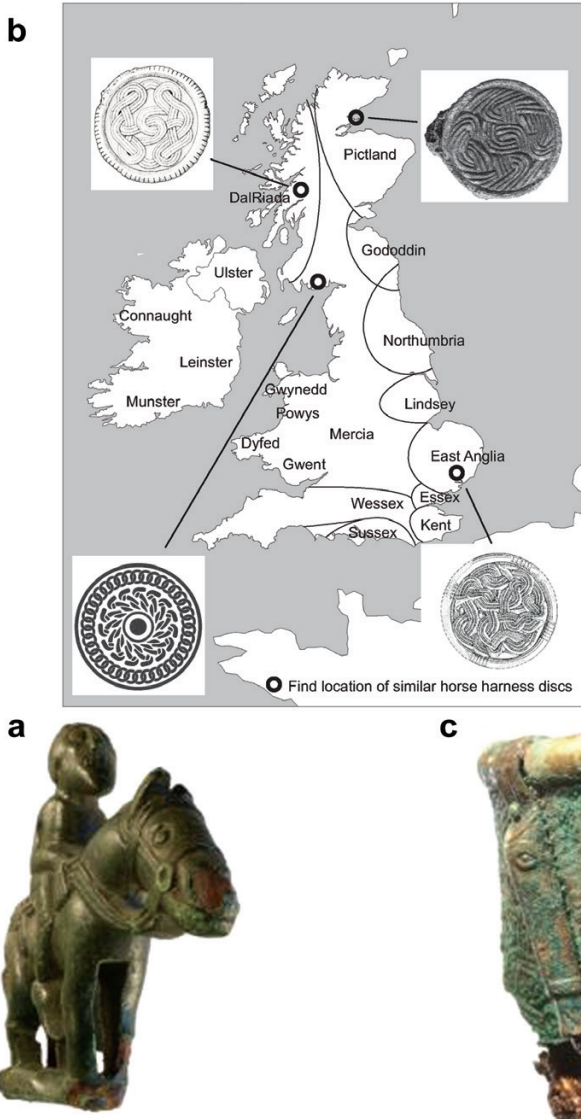 b
Pictland
DalRiada
Gododdin
Ulster
Connaught
Northumbria
Leinster
Gwynedd
Munster
Lindsey
Powys
Mercia
Dyfed
East Anglia
Gwent
Essex
Wessex
Kent
Sussex
Find location of similar horse harness discs
a
c